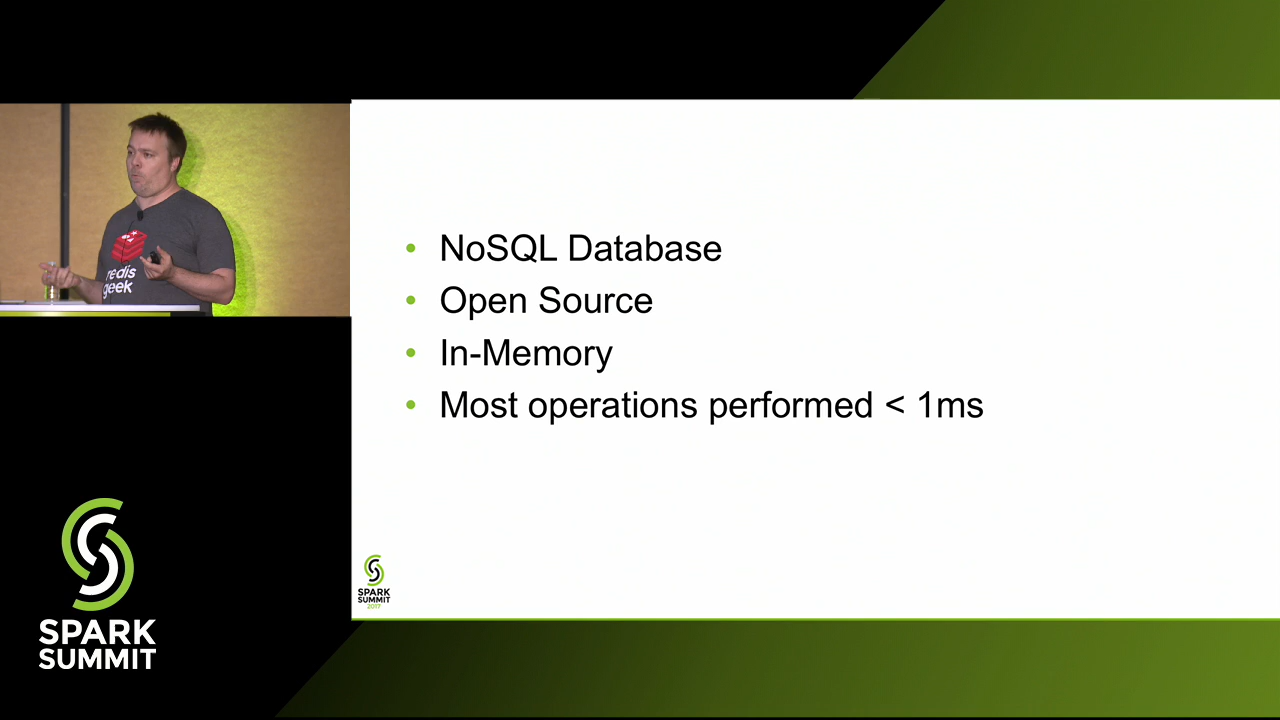 redis
geek
• NoSQL Database
• Open Source
• In-Memory
• Most operations performed < 1ms
SPARK
SUMMIT
2017
SPARK
SUMMIT